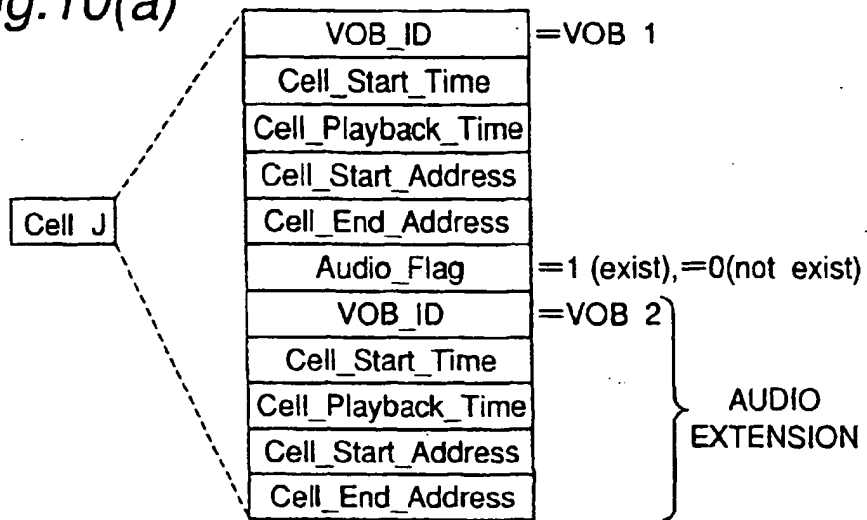 g.10(a)
VOB_ID =VOB 1
Cell_Start_Time
Cell_Playback_Time
Cell_Start_Address
Cell J
Cell_End_Address
Audio_Flag =1 (exist),=0(not exist)
VOB_ID =VOB 2
Cell_Start_Time
Cell_Playback_Time
AUDIO
EXTENSION
Cell_Start_Address
Cell_End_Address